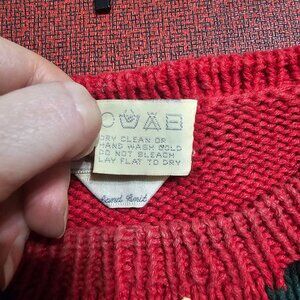 DRY CLEAN OR
HAND WASH COLD
DO NOT BLEACH
LAY FLAT TO DRY
Hand Knit